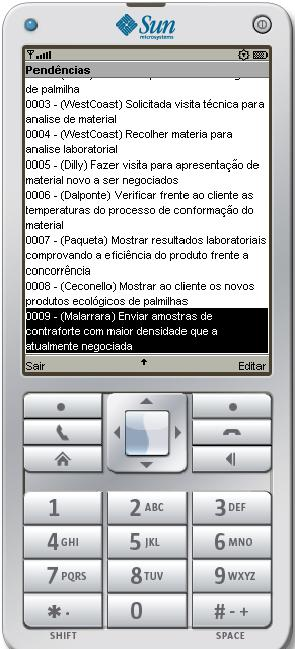 Sun
microsystems
Pendências
de palmilha
0003 - (WestCoast) Solicitada visita técnica para
analise de material
0004 - (WestCoast) Recolher materia para
analise laboratorial
0005 - (Dilly) Fazer visita para apresentação de
material novo a ser negociados
0006 - (Dalponte) Verificar frente ao cliente as
temperaturas do processo de conformação do
material
0007 - (Paqueta) Mostrar resultados laboratoriais
comprovando a eficiência do produto frente a
concorrência
0008 - (Ceconello) Mostrar ao cliente os novos
produtos ecológicos de palmilhas
0009 - (Malarrara) Enviar amostras de
contraforte com maior densidade que a
atualmente negociada
Sair Editar
1 2 ABC 3 DEF
4 GHI 5 JKL 6 MNO
7 PQRS 8 TUV 9 WXYZ
* . 0 # - +
SHIFT SPACE